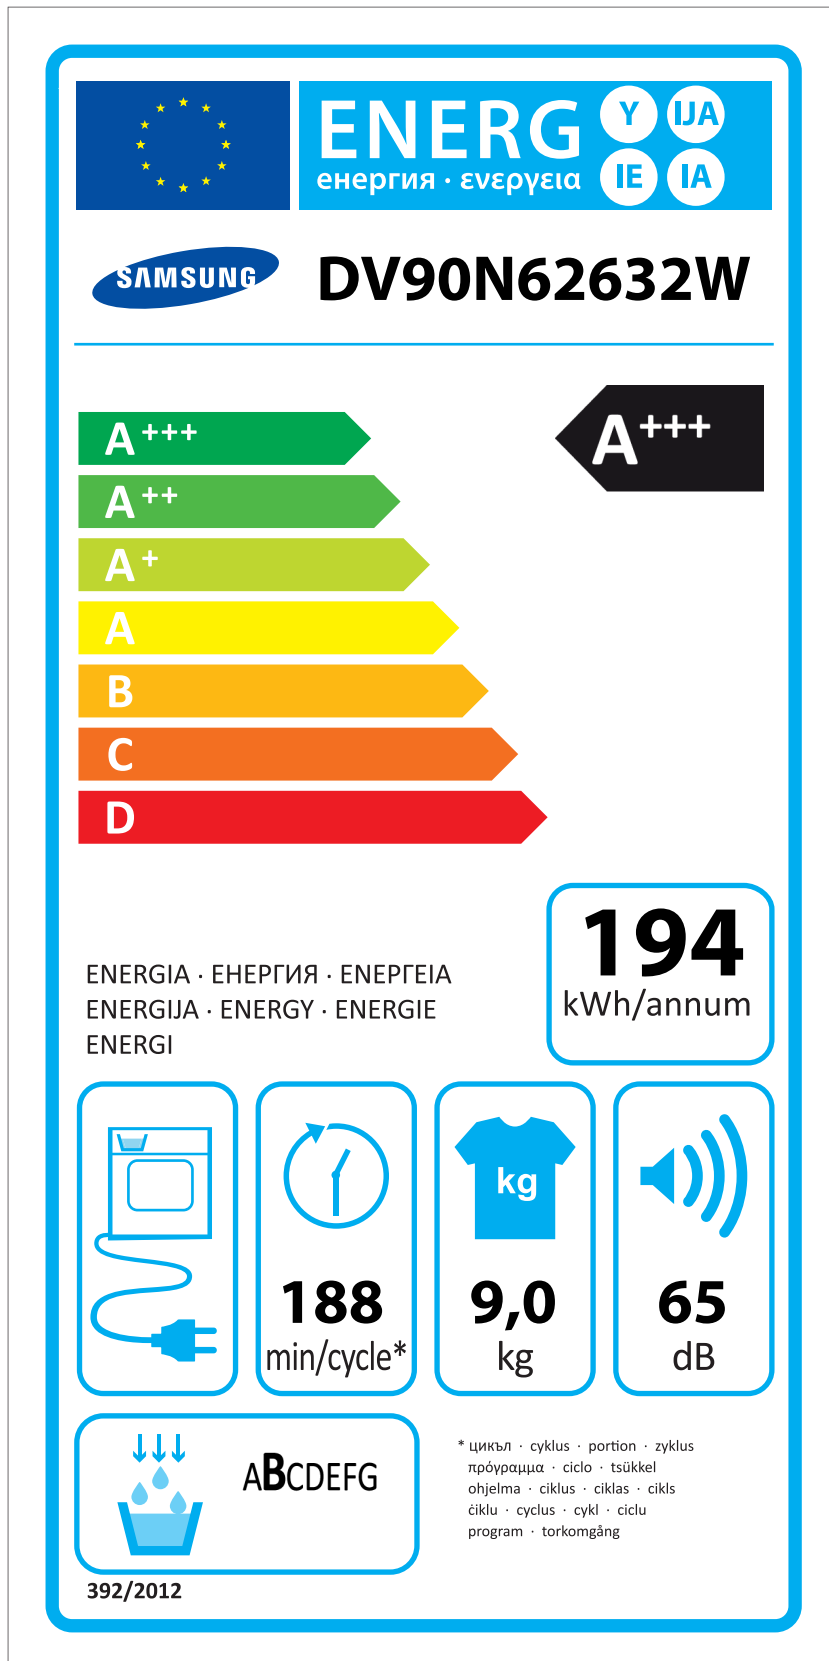 ENERG
Y IJA
енергия · ενεργεια
IE IA
SAMSUNG
DV90N62632W
A+++
A+++
A++
A+
A
B
C
D
194
kWh/annum
ENERGIA · ЕНЕРГИЯ · ΕΝΕΡΓΕΙΑ
ENERGIJA · ENERGY · ENERGIE
ENERGI
188
min/cycle*
kg
9,0
kg
65
dB
ABCDEFG
* цикъл · cyklus · portion · zyklus
πρόγραμμα · ciclo · tsükkel
ohjelma · ciklus · ciklas · cikls
ċiklu · cyclus · cykl · ciclu
program · torkomgång
392/2012